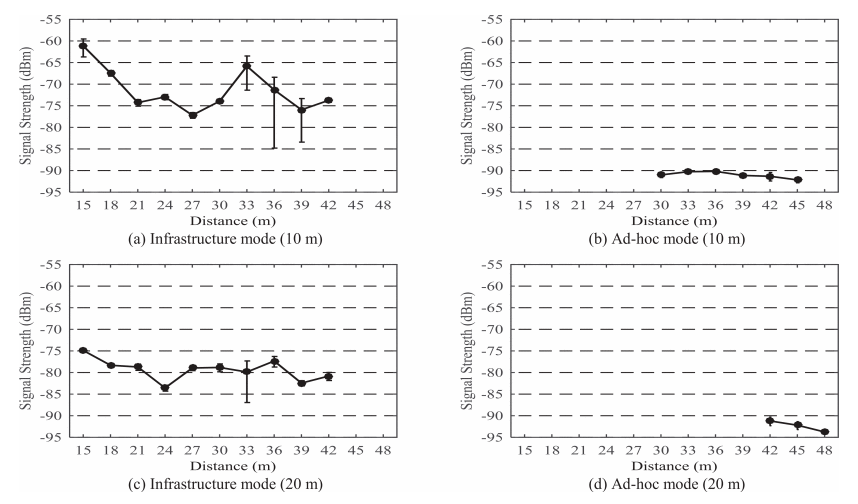 -55
-60
-65
-70
-75
-80
-85
-90
-95
Signal Strength (dBm)
15 18 21 24 27 30 33 36 39 42 45 48
Distance (m)
(a) Infrastructure mode (10 m)
-55
-60
-65
-70
-75
-80
-85
-90
-95
Signal Strength (dBm)
15 18 21 24 27 30 33 36 39 42 45 48
Distance (m)
(b) Ad-hoc mode (10 m)
-55
-60
-65
-70
-75
-80
-85
-90
-95
Signal Strength (dBm)
15 18 21 24 27 30 33 36 39 42 45 48
Distance (m)
(c) Infrastructure mode (20 m)
-55
-60
-65
-70
-75
-80
-85
-90
-95
Signal Strength (dBm)
15 18 21 24 27 30 33 36 39 42 45 48
Distance (m)
(d) Ad-hoc mode (20 m)